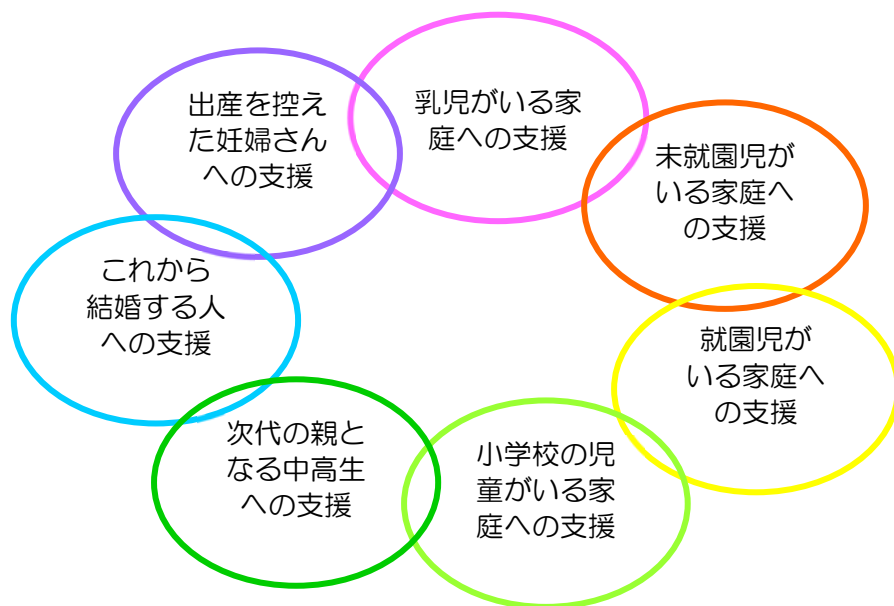 出産を控え
た妊婦さん
への支援
乳児がいる家
庭への支援
未就園児が
いる家庭へ
の支援
就園児が
いる家庭へ
の支援
小学校の児
童がいる家
庭への支援
次代の親と
なる中高生
への支援
これから
結婚する人
への支援